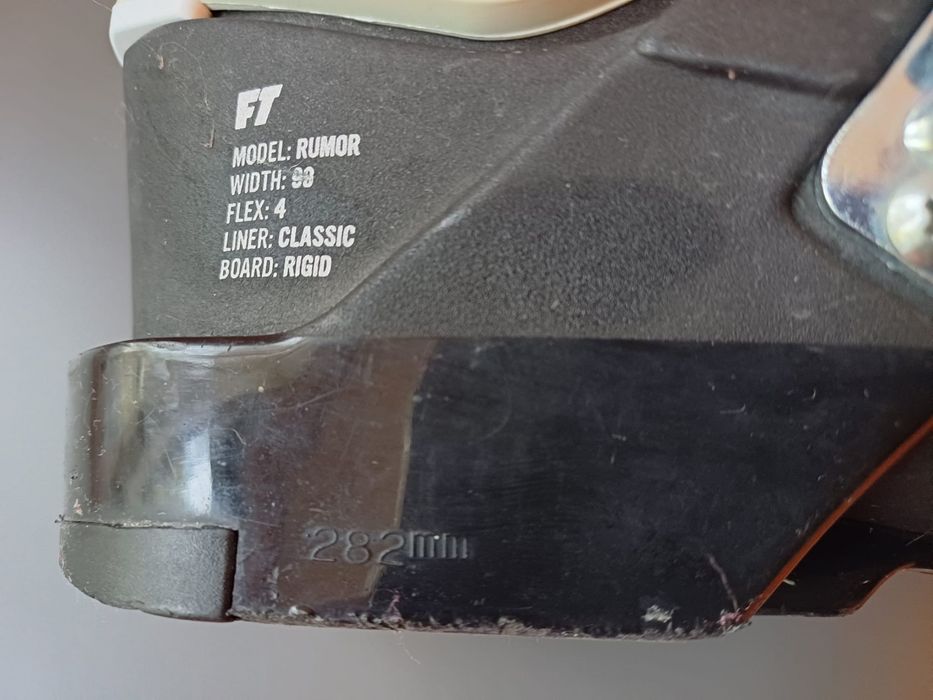 FT
MODEL: RUMOR
WIDTH: 98
FLEX: 4
LINER: CLASSIC
BOARD: RIGID
282mm